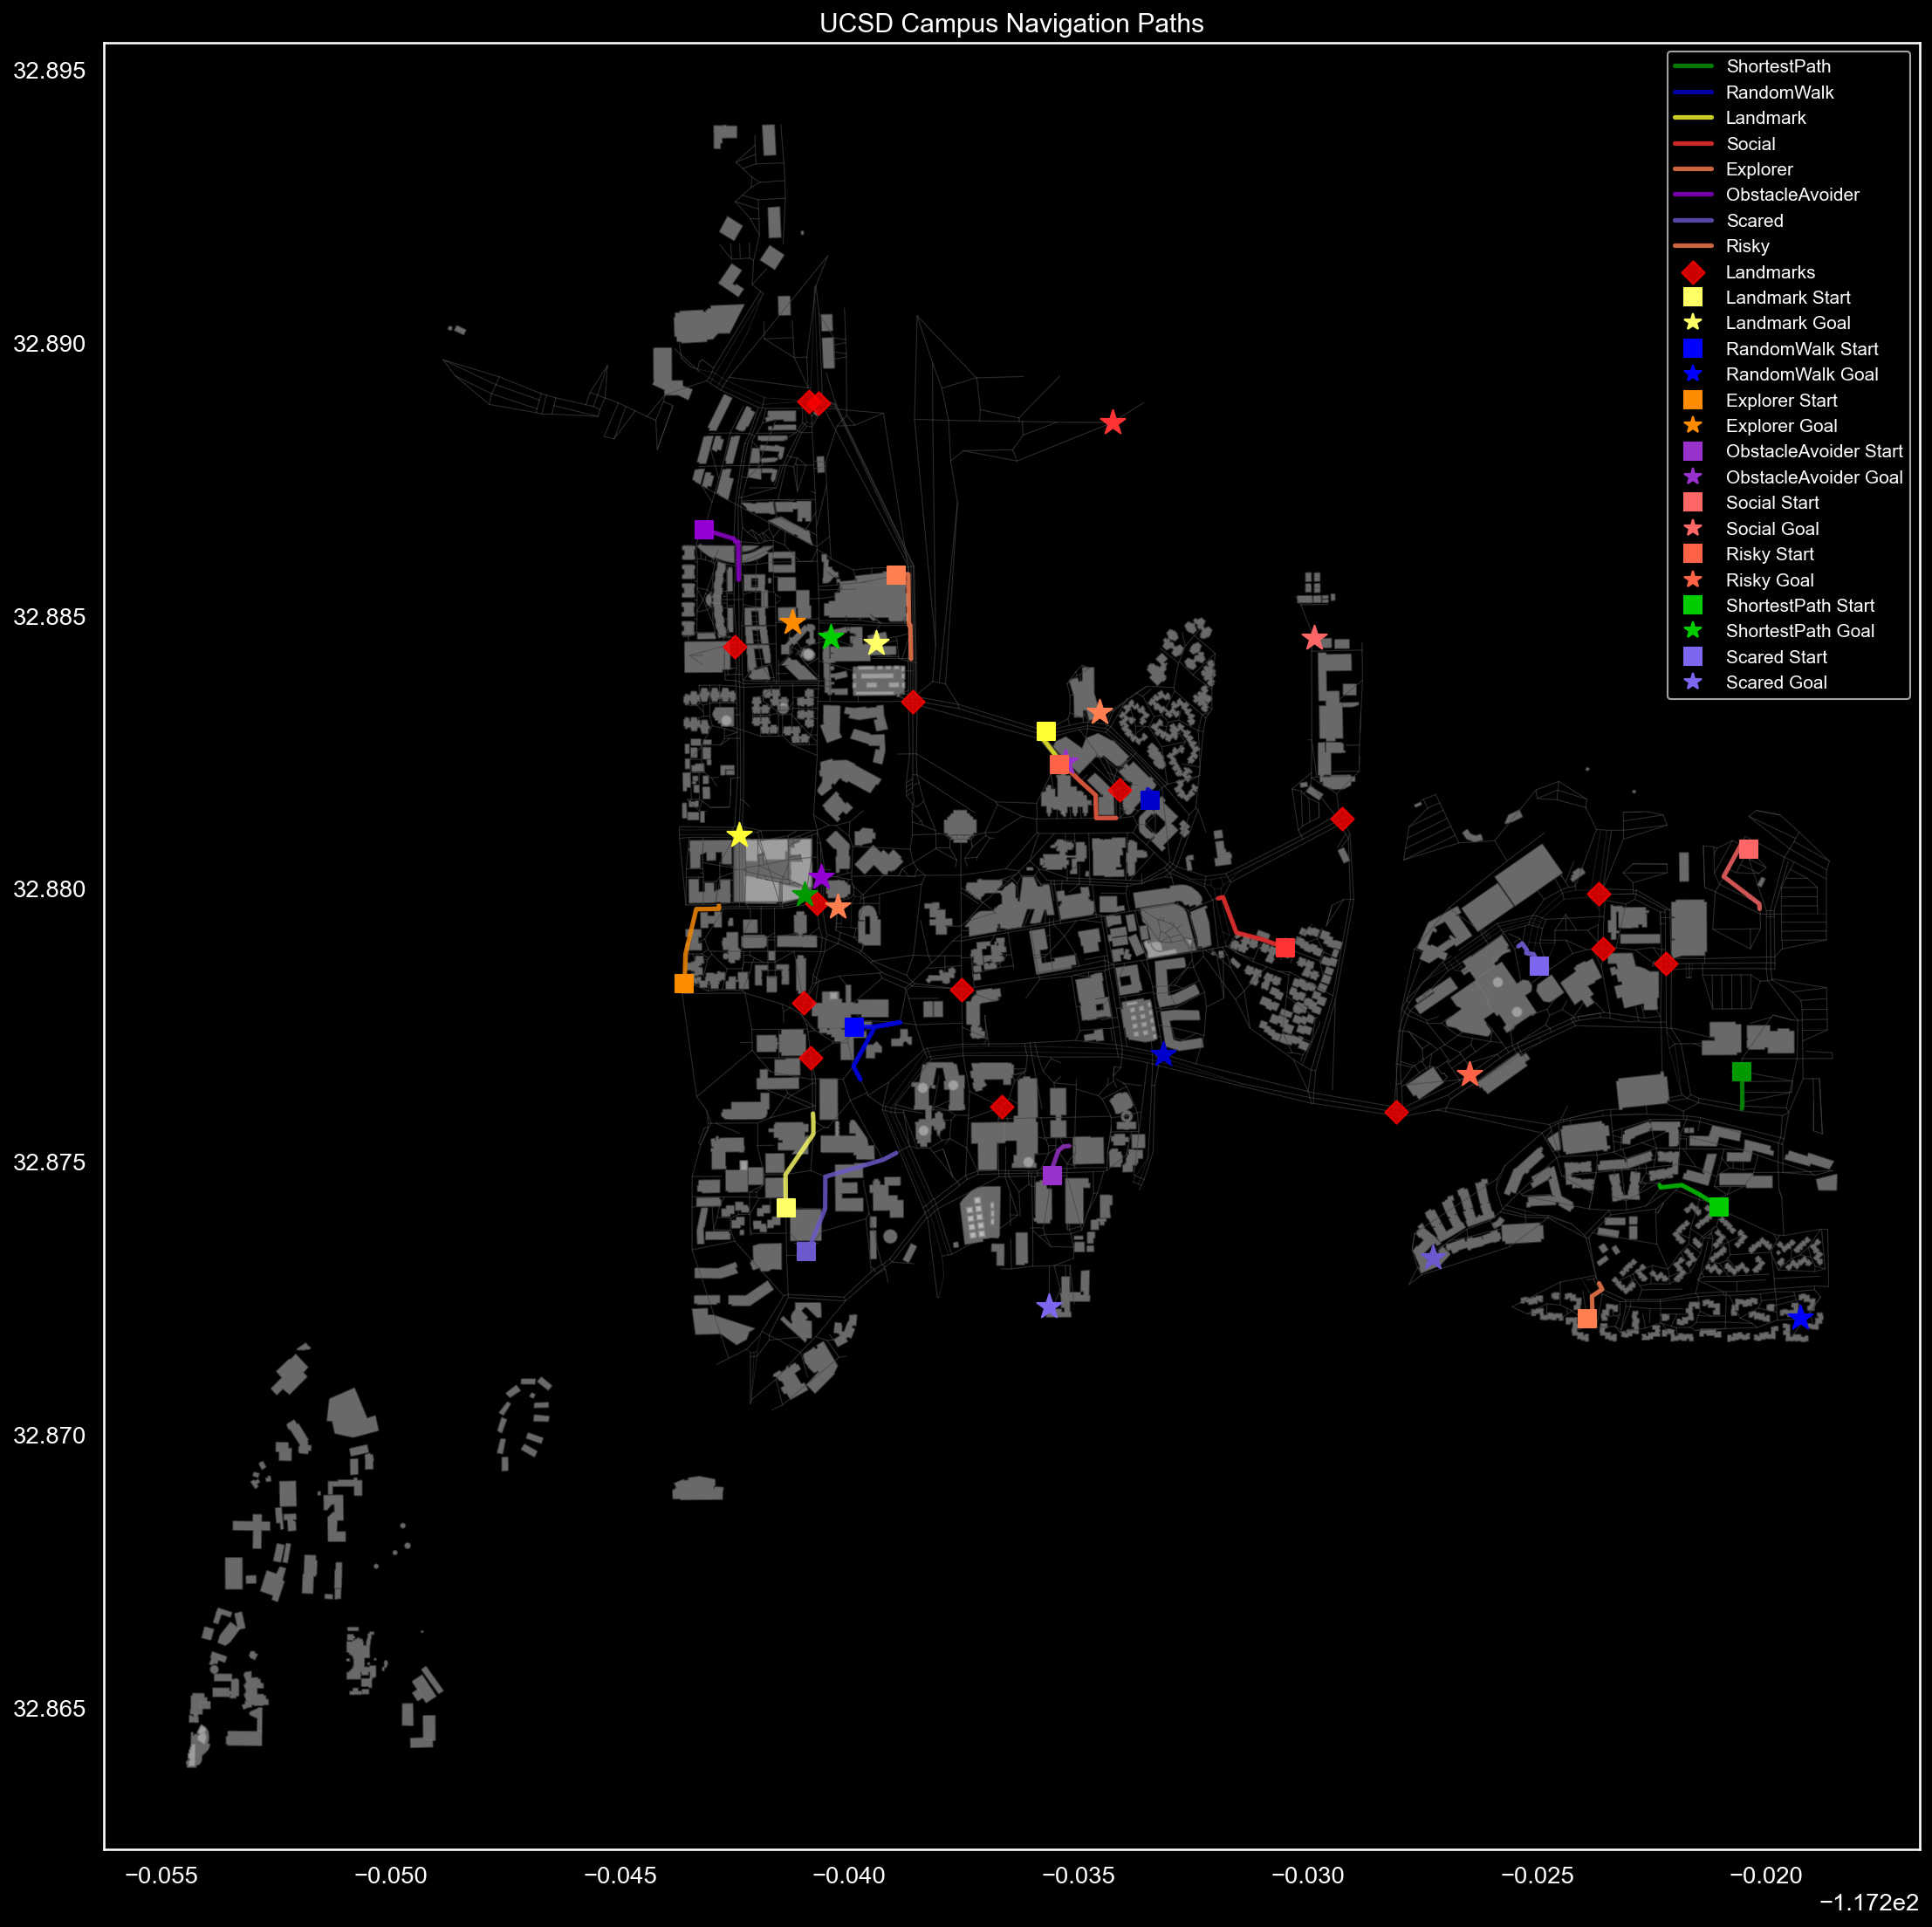 UCSD Campus Navigation Paths
32.895
32.890
32.885
32.880
32.875
32.870
32.865
ShortestPath
RandomWalk
Landmark
Social
Explorer
ObstacleAvoider
Scared
Risky
Landmarks
Landmark Start
Landmark Goal
RandomWalk Start
RandomWalk Goal
Explorer Start
Explorer Goal
ObstacleAvoider Start
ObstacleAvoider Goal
Social Start
Social Goal
Risky Start
Risky Goal
ShortestPath Start
ShortestPath Goal
Scared Start
Scared Goal
−0.055 −0.050 −0.045 −0.040 −0.035 −0.030 −0.025 −0.020
−1.172e2